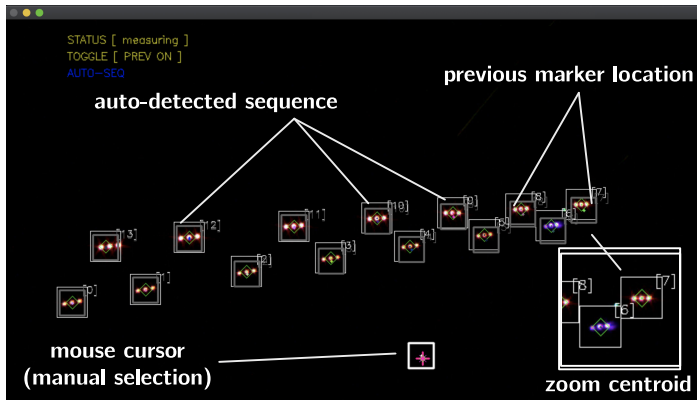 STATUS [ measuring ]
TOGGLE [ PREV ON ]
AUTO-SEQ
previous marker location
auto-detected sequence
[13]
[12]
[11]
[10]
[9]
[8]
[7]
[0]
[1]
[2]
[3]
[4]
[5]
[6]
[8]
[6]
[7]
mouse cursor
(manual selection)
zoom centroid